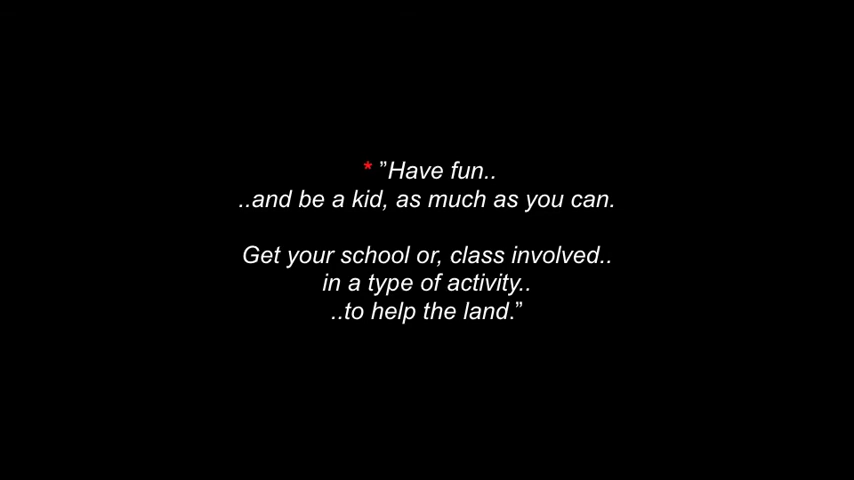 * ”Have fun..
..and be a kid, as much as you can.
Get your school or, class involved..
in a type of activity..
..to help the land.”